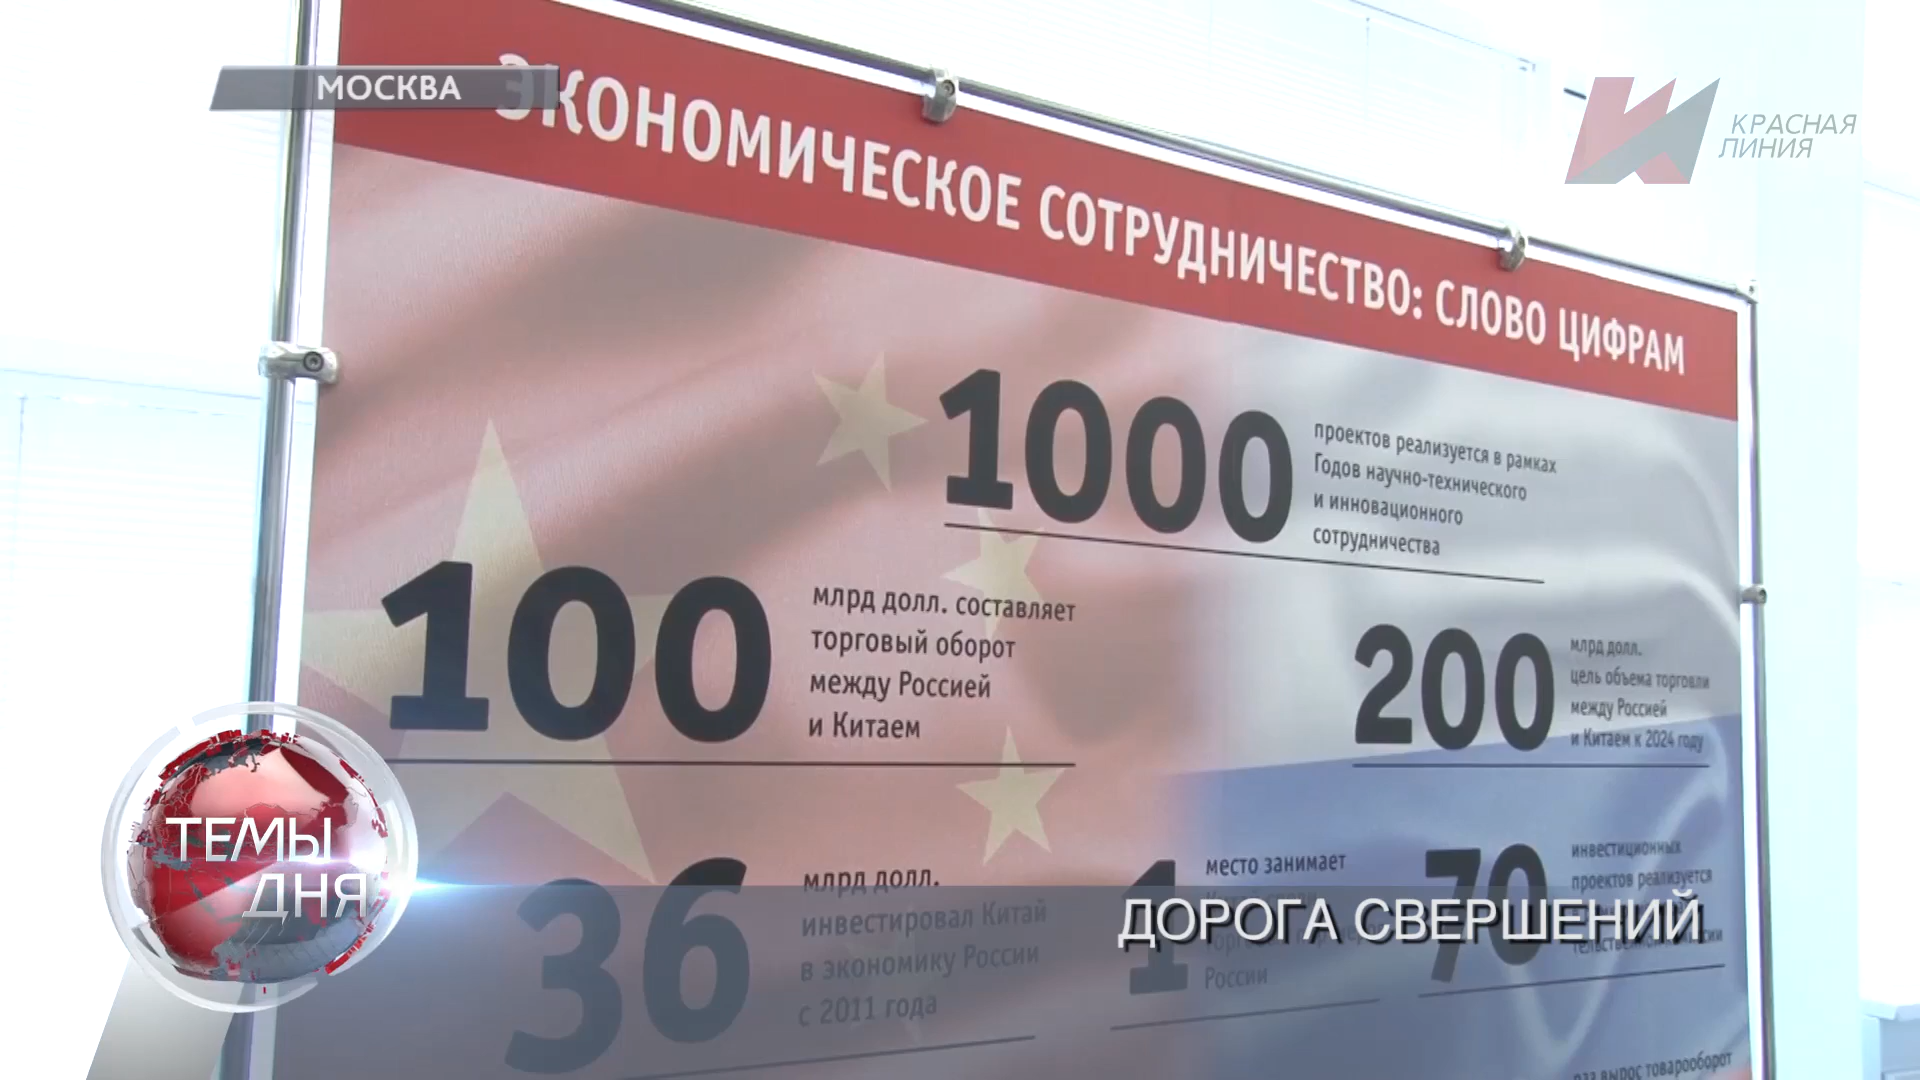 МОСКВА
КРАСНАЯ
ЛИНИЯ
ЭКОНОМИЧЕСКОЕ СОТРУДНИЧЕСТВО: СЛОВО ЦИФРАМ
1000
проектов реализуется в рамках
Годов научно-технического
и инновационного
сотрудничества
100
млрд долл. составляет
торговый оборот
между Россией
и Китаем
200
млрд долл.
цель объема торговли
между Россией
и Китаем к 2024 году
36
млрд долл.
инвестировал Китай
в экономику России
с 2011 года
1
место занимает
России
70
инвестиционных
проектов реализуется
раз вырос товарооборот
ТЕМЫ
ДНЯ
ДОРОГА СВЕРШЕНИЙ